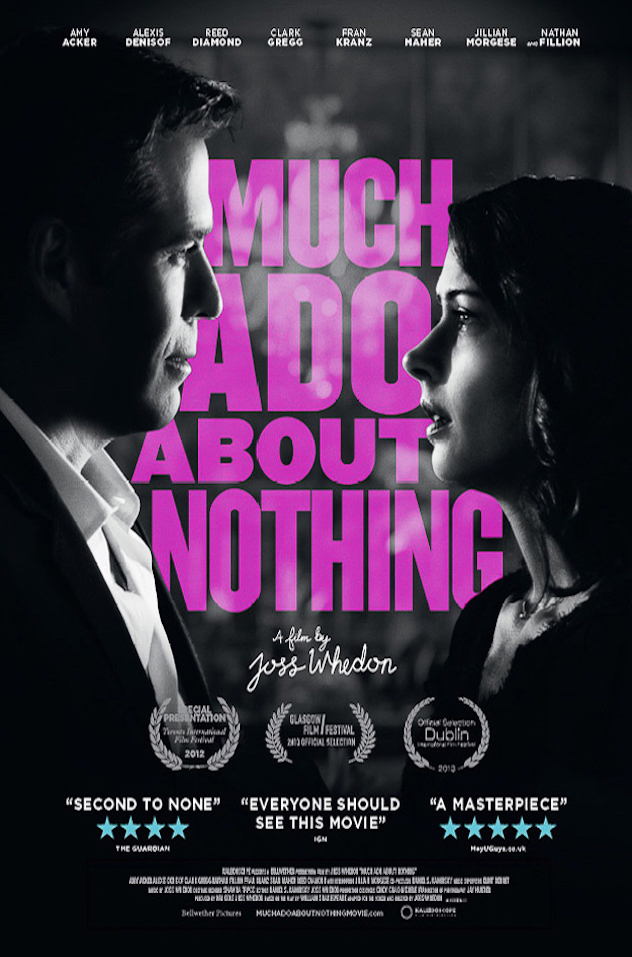 AMY ACKER
ALEXIS DENISOF
REED DIAMOND
CLARK GREGG
FRAN KRANZ
SEAN MAHER
JILLIAN MORGESE
AND NATHAN FILLION
MUCH
ADO
ABOUT
NOTHING
A film by
Joss Whedon
SPECIAL
PRESENTATION
Toronto International
Film Festival
2012
GLASGOW
FILM FESTIVAL
2013 OFFICIAL SELECTION
Official Selection
Dublin
International Film Festival
2013
“SECOND TO NONE”
THE GUARDIAN
“EVERYONE SHOULD
SEE THIS MOVIE”
IGN
“A MASTERPIECE”
HeyUGuys.co.uk
Bellwether Pictures
MUCHADOABOUTNOTHINGMOVIE.com
KALEIDOSCOPE